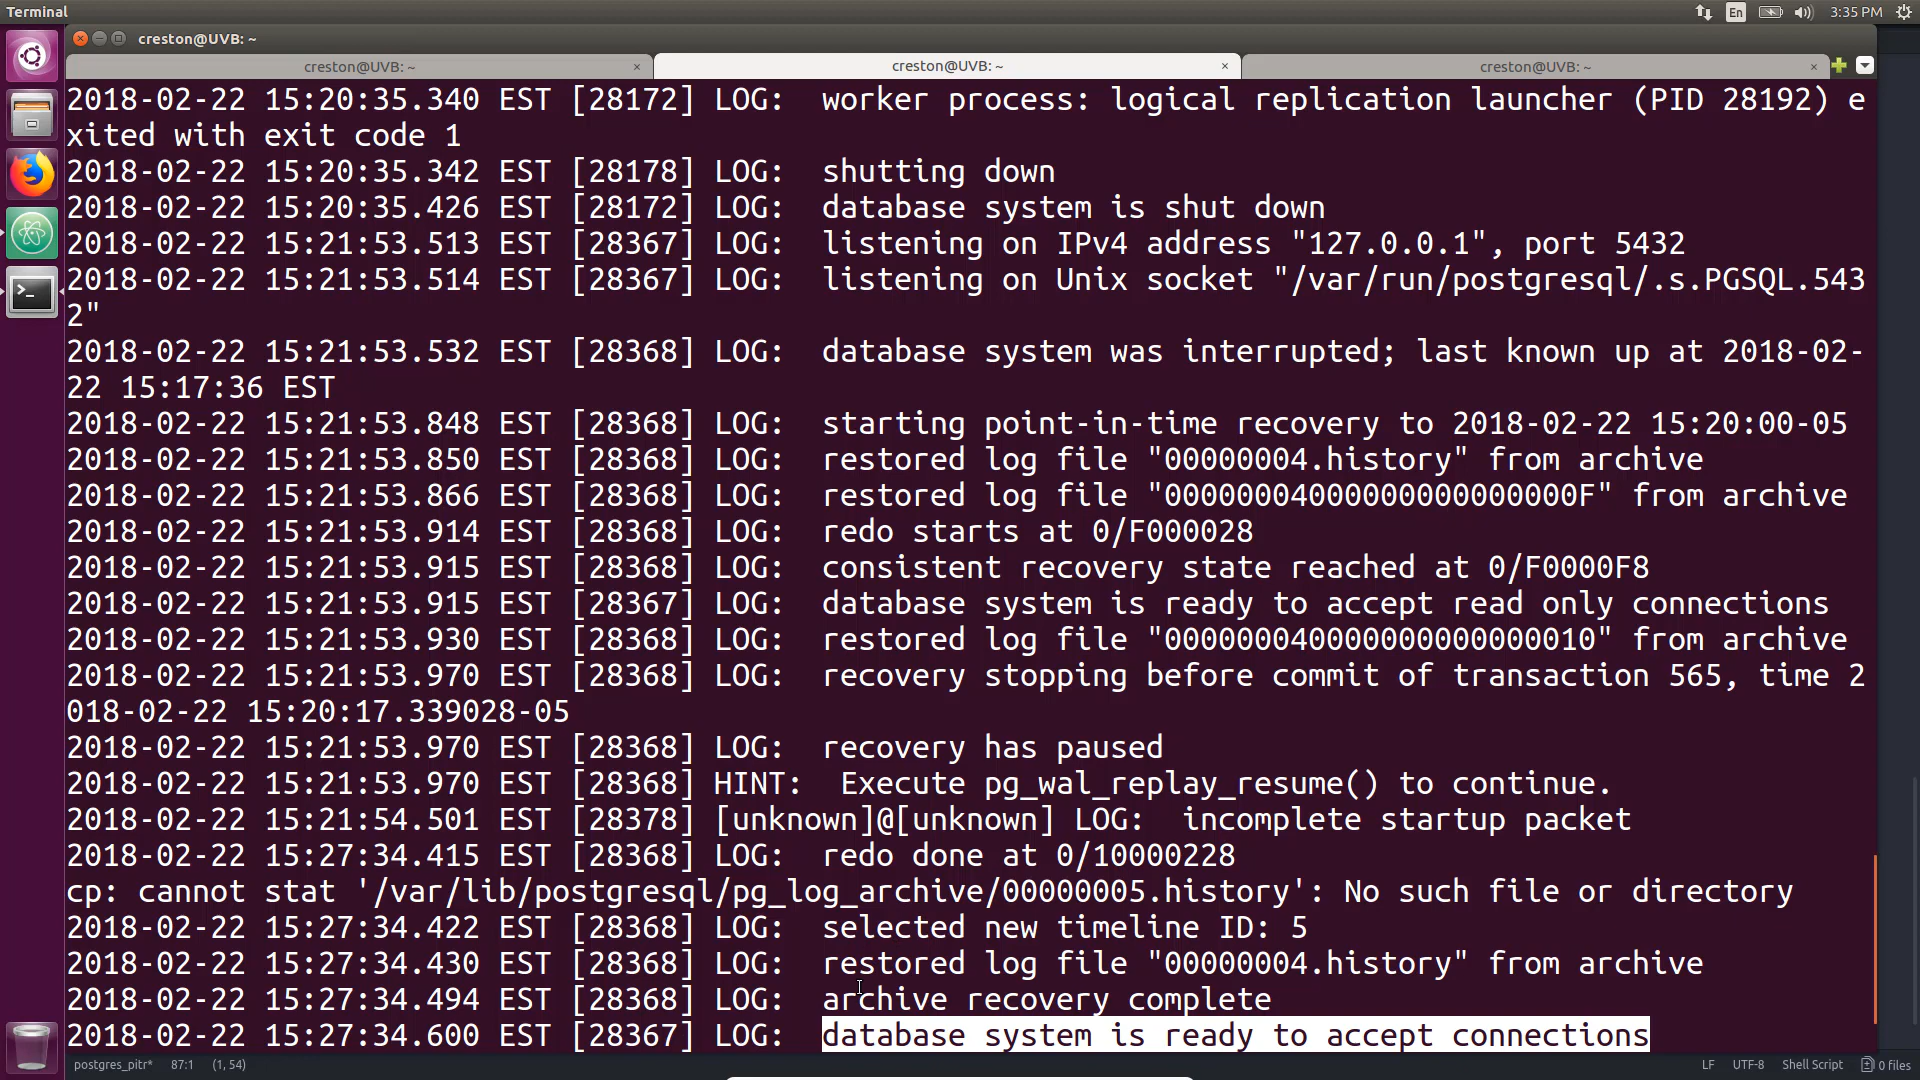 Terminal
En
3:35 PM
creston@UVB: ~
creston@UVB: ~ × creston@UVB: ~ × creston@UVB: ~ ×
2018-02-22 15:20:35.340 EST [28172] LOG:  worker process: logical replication launcher (PID 28192) e
xited with exit code 1
2018-02-22 15:20:35.342 EST [28178] LOG:  shutting down
2018-02-22 15:20:35.426 EST [28172] LOG:  database system is shut down
2018-02-22 15:21:53.513 EST [28367] LOG:  listening on IPv4 address "127.0.0.1", port 5432
2018-02-22 15:21:53.514 EST [28367] LOG:  listening on Unix socket "/var/run/postgresql/.s.PGSQL.543
2"
2018-02-22 15:21:53.532 EST [28368] LOG:  database system was interrupted; last known up at 2018-02-
22 15:17:36 EST
2018-02-22 15:21:53.848 EST [28368] LOG:  starting point-in-time recovery to 2018-02-22 15:20:00-05
2018-02-22 15:21:53.850 EST [28368] LOG:  restored log file "00000004.history" from archive
2018-02-22 15:21:53.866 EST [28368] LOG:  restored log file "00000004000000000000000F" from archive
2018-02-22 15:21:53.914 EST [28368] LOG:  redo starts at 0/F000028
2018-02-22 15:21:53.915 EST [28368] LOG:  consistent recovery state reached at 0/F0000F8
2018-02-22 15:21:53.915 EST [28367] LOG:  database system is ready to accept read only connections
2018-02-22 15:21:53.930 EST [28368] LOG:  restored log file "000000040000000000000010" from archive
2018-02-22 15:21:53.970 EST [28368] LOG:  recovery stopping before commit of transaction 565, time 2
018-02-22 15:20:17.339028-05
2018-02-22 15:21:53.970 EST [28368] LOG:  recovery has paused
2018-02-22 15:21:53.970 EST [28368] HINT:  Execute pg_wal_replay_resume() to continue.
2018-02-22 15:21:54.501 EST [28378] [unknown]@[unknown] LOG:  incomplete startup packet
2018-02-22 15:27:34.415 EST [28368] LOG:  redo done at 0/10000228
cp: cannot stat '/var/lib/postgresql/pg_log_archive/00000005.history': No such file or directory
2018-02-22 15:27:34.422 EST [28368] LOG:  selected new timeline ID: 5
2018-02-22 15:27:34.430 EST [28368] LOG:  restored log file "00000004.history" from archive
2018-02-22 15:27:34.494 EST [28368] LOG:  archive recovery complete
2018-02-22 15:27:34.600 EST [28367] LOG:  database system is ready to accept connections
postgres_pitr* 87:1 (1, 54) LF UTF-8 Shell Script 0 files